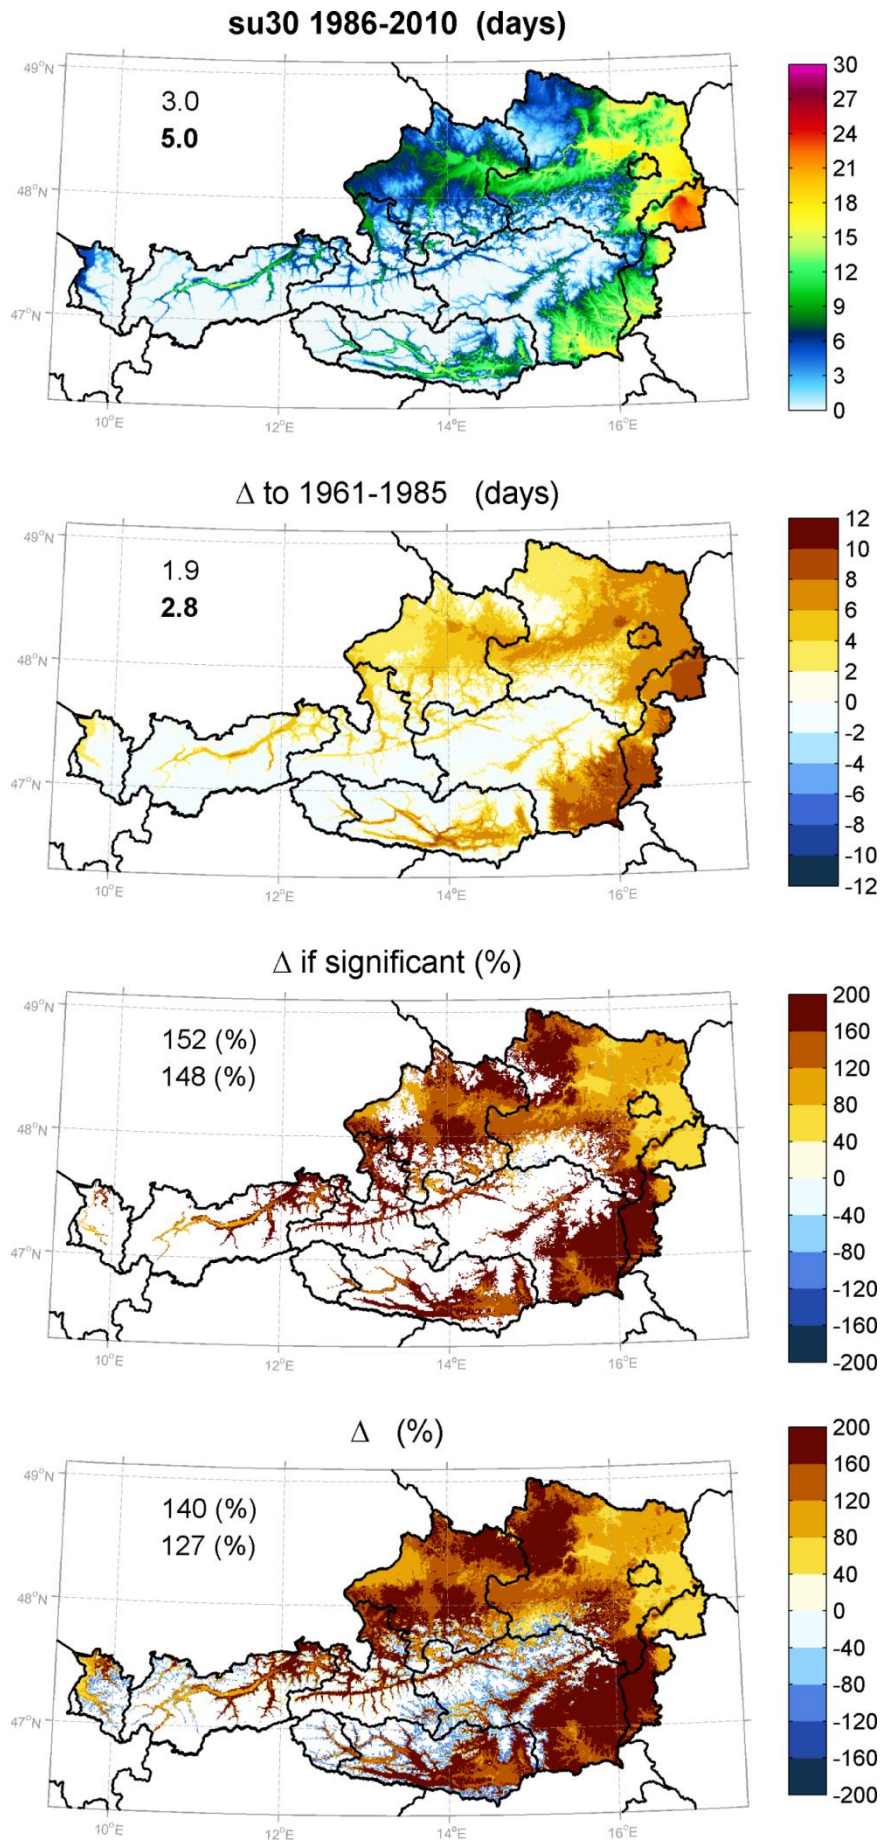 su30 1986-2010 (days)
3.0
5.0
49°N
48°N
47°N
10°E
12°E
14°E
16°E
30
27
24
21
18
15
12
9
6
3
0
Δ to 1961-1985 (days)
1.9
2.8
49°N
48°N
47°N
10°E
12°E
14°E
16°E
12
10
8
6
4
2
0
-2
-4
-6
-8
-10
-12
Δ if significant (%)
152 (%)
148 (%)
49°N
48°N
47°N
10°E
12°E
14°E
16°E
200
160
120
80
40
0
-40
-80
-120
-160
-200
Δ (%)
140 (%)
127 (%)
49°N
48°N
47°N
10°E
12°E
14°E
16°E
200
160
120
80
40
0
-40
-80
-120
-160
-200